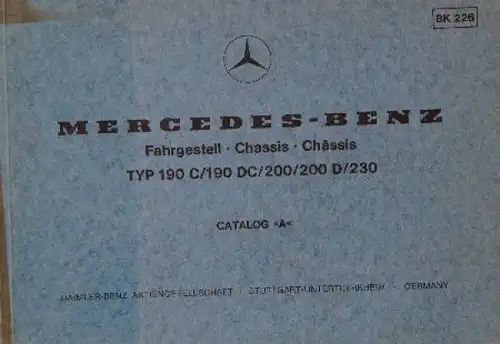 BK 226
MERCEDES-BENZ
Fahrgestell · Chassis · Châssis
TYP 190 C/190 DC/200/200 D/230
CATALOG »A«
DAIMLER-BENZ AKTIENGESELLSCHAFT · STUTTGART-UNTERTÜRKHEIM · GERMANY